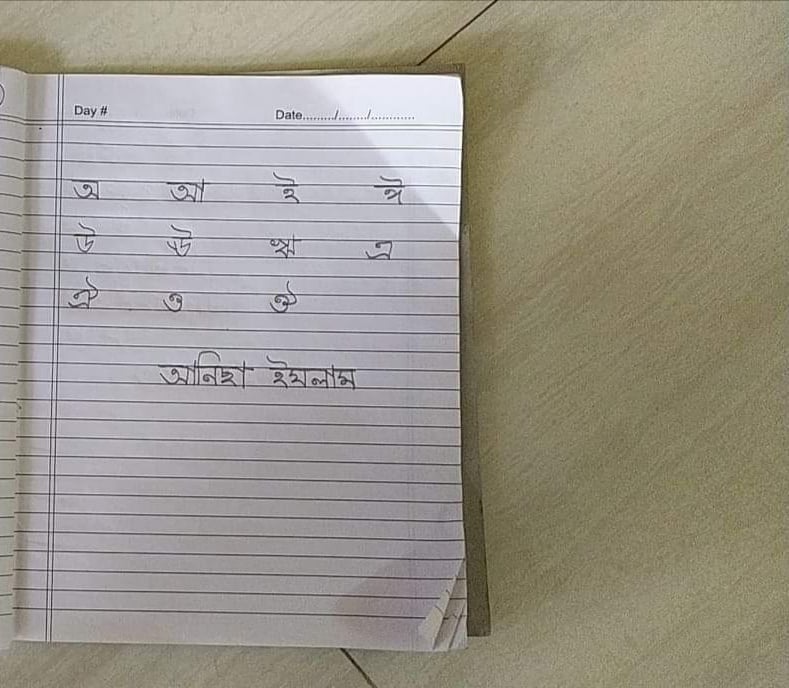 Day # Date........./......../............
অ আ ই ঈ
উ ঊ ঋ এ
ঐ ও ঔ
আনিছা ইসলাম